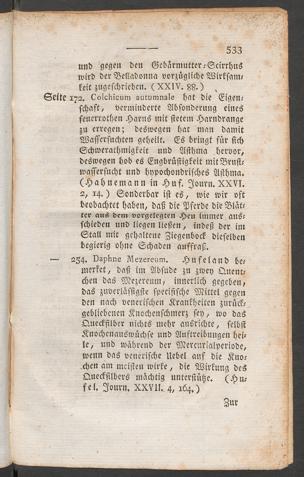 533
und gegen den Gebärmutter-Scirrhus
wird der Belladonna vorzügliche Wirksam-
keit zugeschrieben. (XXIV. 88.)
Seite 172. Colchicum autumnale hat die Eigen-
schaft, verminderte Absonderung eines
feuerrothen Harns mit stetem Harndrange
zu erregen; deswegen hat man damit
Wassersuchten geheilt. Es bringt für sich
Schwerathmigkeit und Asthma hervor,
deswegen hob es Engbrüstigkeit mit Brust-
wassersucht und hypochondrisches Asthma.
(Hahnemann in Huf. Journ. XXVI.
2, 14.) Sonderbar ist es, wie wir oft
beobachtet haben, daß die Pferde die Blät-
ter aus dem vorgelegten Heu immer aus-
schieden und liegen ließen, indeß der im
Stall mit gehaltene Ziegenbock dieselben
begierig ohne Schaden auffraß.
— 254. Daphne Mezereum. Hufeland be-
merket, daß im Absude zu zwey Quent-
chen das Mezereum, innerlich gegeben,
das zuverläßigste specifische Mittel gegen
den nach venerischen Krankheiten zurück-
gebliebenen Knochenschmerz sey, wo das
Quecksilber nichts mehr ausrichte, selbst
Knochenauswüchse und Auftreibungen hei-
le, und während der Mercurialperiode,
wenn das venerische Uebel auf die Kno-
chen am meisten wirke, die Wirkung des
Quecksilbers mächtig unterstütze. (Hu-
fel. Journ. XXVII. 4, 164.)
Zur